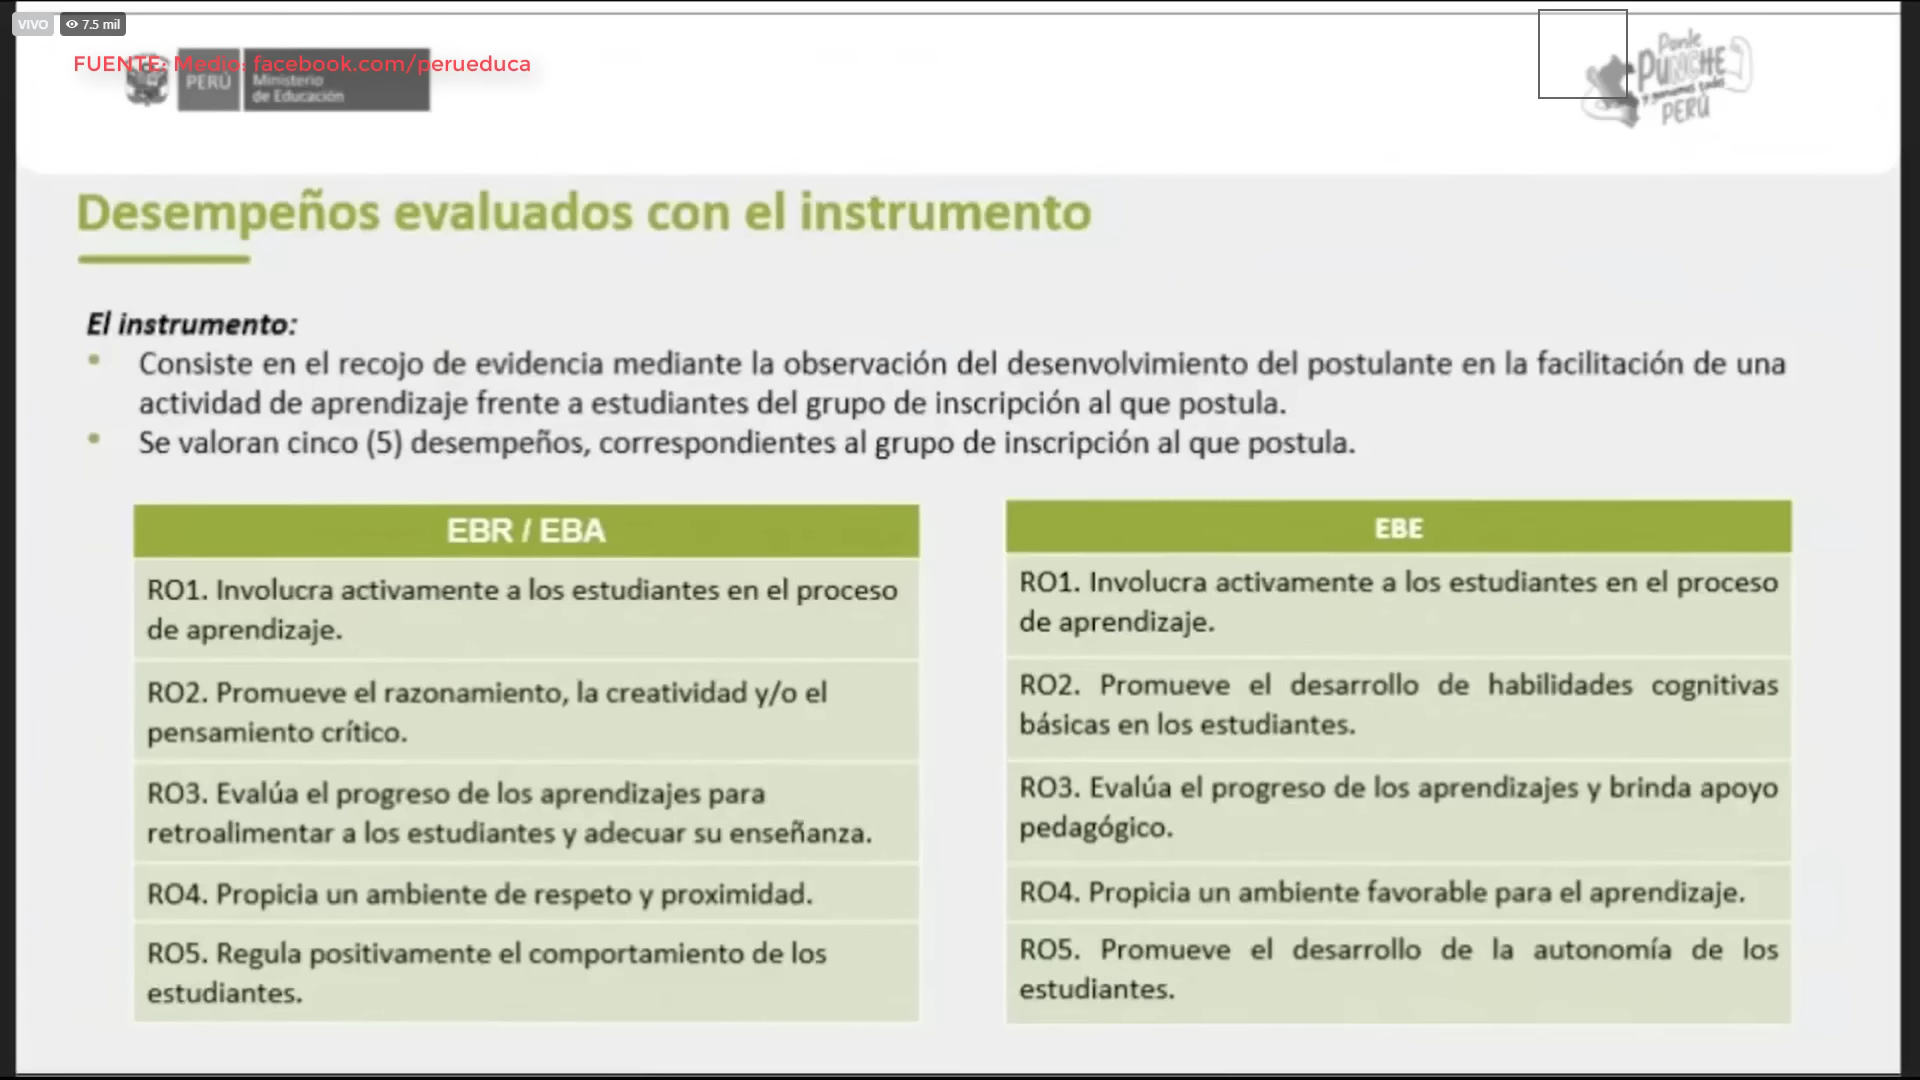 VIVO 7.5 mil
FUENTE: Medio: facebook.com/perueduca
PERÚ
Ministerio
de Educación
Ponle
PUNCHE
y sumamos todos
PERÚ
Desempeños evaluados con el instrumento
El instrumento:
• Consiste en el recojo de evidencia mediante la observación del desenvolvimiento del postulante en la facilitación de una
actividad de aprendizaje frente a estudiantes del grupo de inscripción al que postula.
• Se valoran cinco (5) desempeños, correspondientes al grupo de inscripción al que postula.
EBR / EBA
RO1. Involucra activamente a los estudiantes en el proceso
de aprendizaje.
RO2. Promueve el razonamiento, la creatividad y/o el
pensamiento crítico.
RO3. Evalúa el progreso de los aprendizajes para
retroalimentar a los estudiantes y adecuar su enseñanza.
RO4. Propicia un ambiente de respeto y proximidad.
RO5. Regula positivamente el comportamiento de los
estudiantes.
EBE
RO1. Involucra activamente a los estudiantes en el proceso
de aprendizaje.
RO2. Promueve el desarrollo de habilidades cognitivas
básicas en los estudiantes.
RO3. Evalúa el progreso de los aprendizajes y brinda apoyo
pedagógico.
RO4. Propicia un ambiente favorable para el aprendizaje.
RO5. Promueve el desarrollo de la autonomía de los
estudiantes.